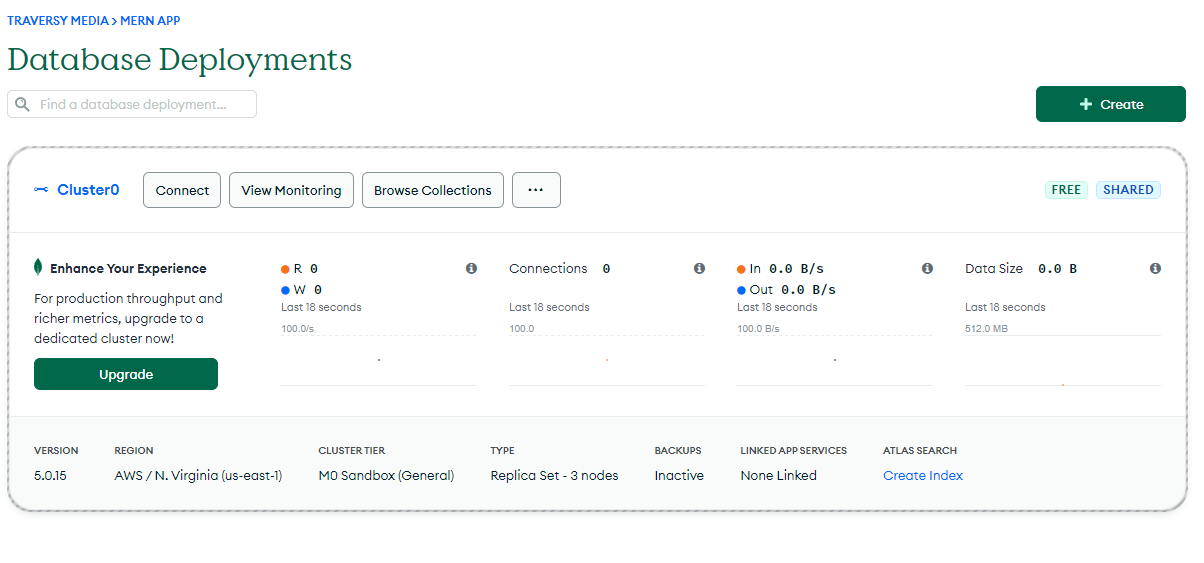 TRAVERSY MEDIA > MERN APP
Database Deployments
Find a database deployment...
+ Create
Cluster0
Connect
View Monitoring
Browse Collections
...
FREE
SHARED
Enhance Your Experience
For production throughput and
richer metrics, upgrade to a
dedicated cluster now!
Upgrade
R 0
W 0
Last 18 seconds
100.0/s
Connections 0
Last 18 seconds
100.0
In 0.0 B/s
Out 0.0 B/s
Last 18 seconds
100.0 B/s
Data Size 0.0 B
Last 18 seconds
512.0 MB
VERSION
5.0.15
REGION
AWS / N. Virginia (us-east-1)
CLUSTER TIER
M0 Sandbox (General)
TYPE
Replica Set - 3 nodes
BACKUPS
Inactive
LINKED APP SERVICES
None Linked
ATLAS SEARCH
Create Index